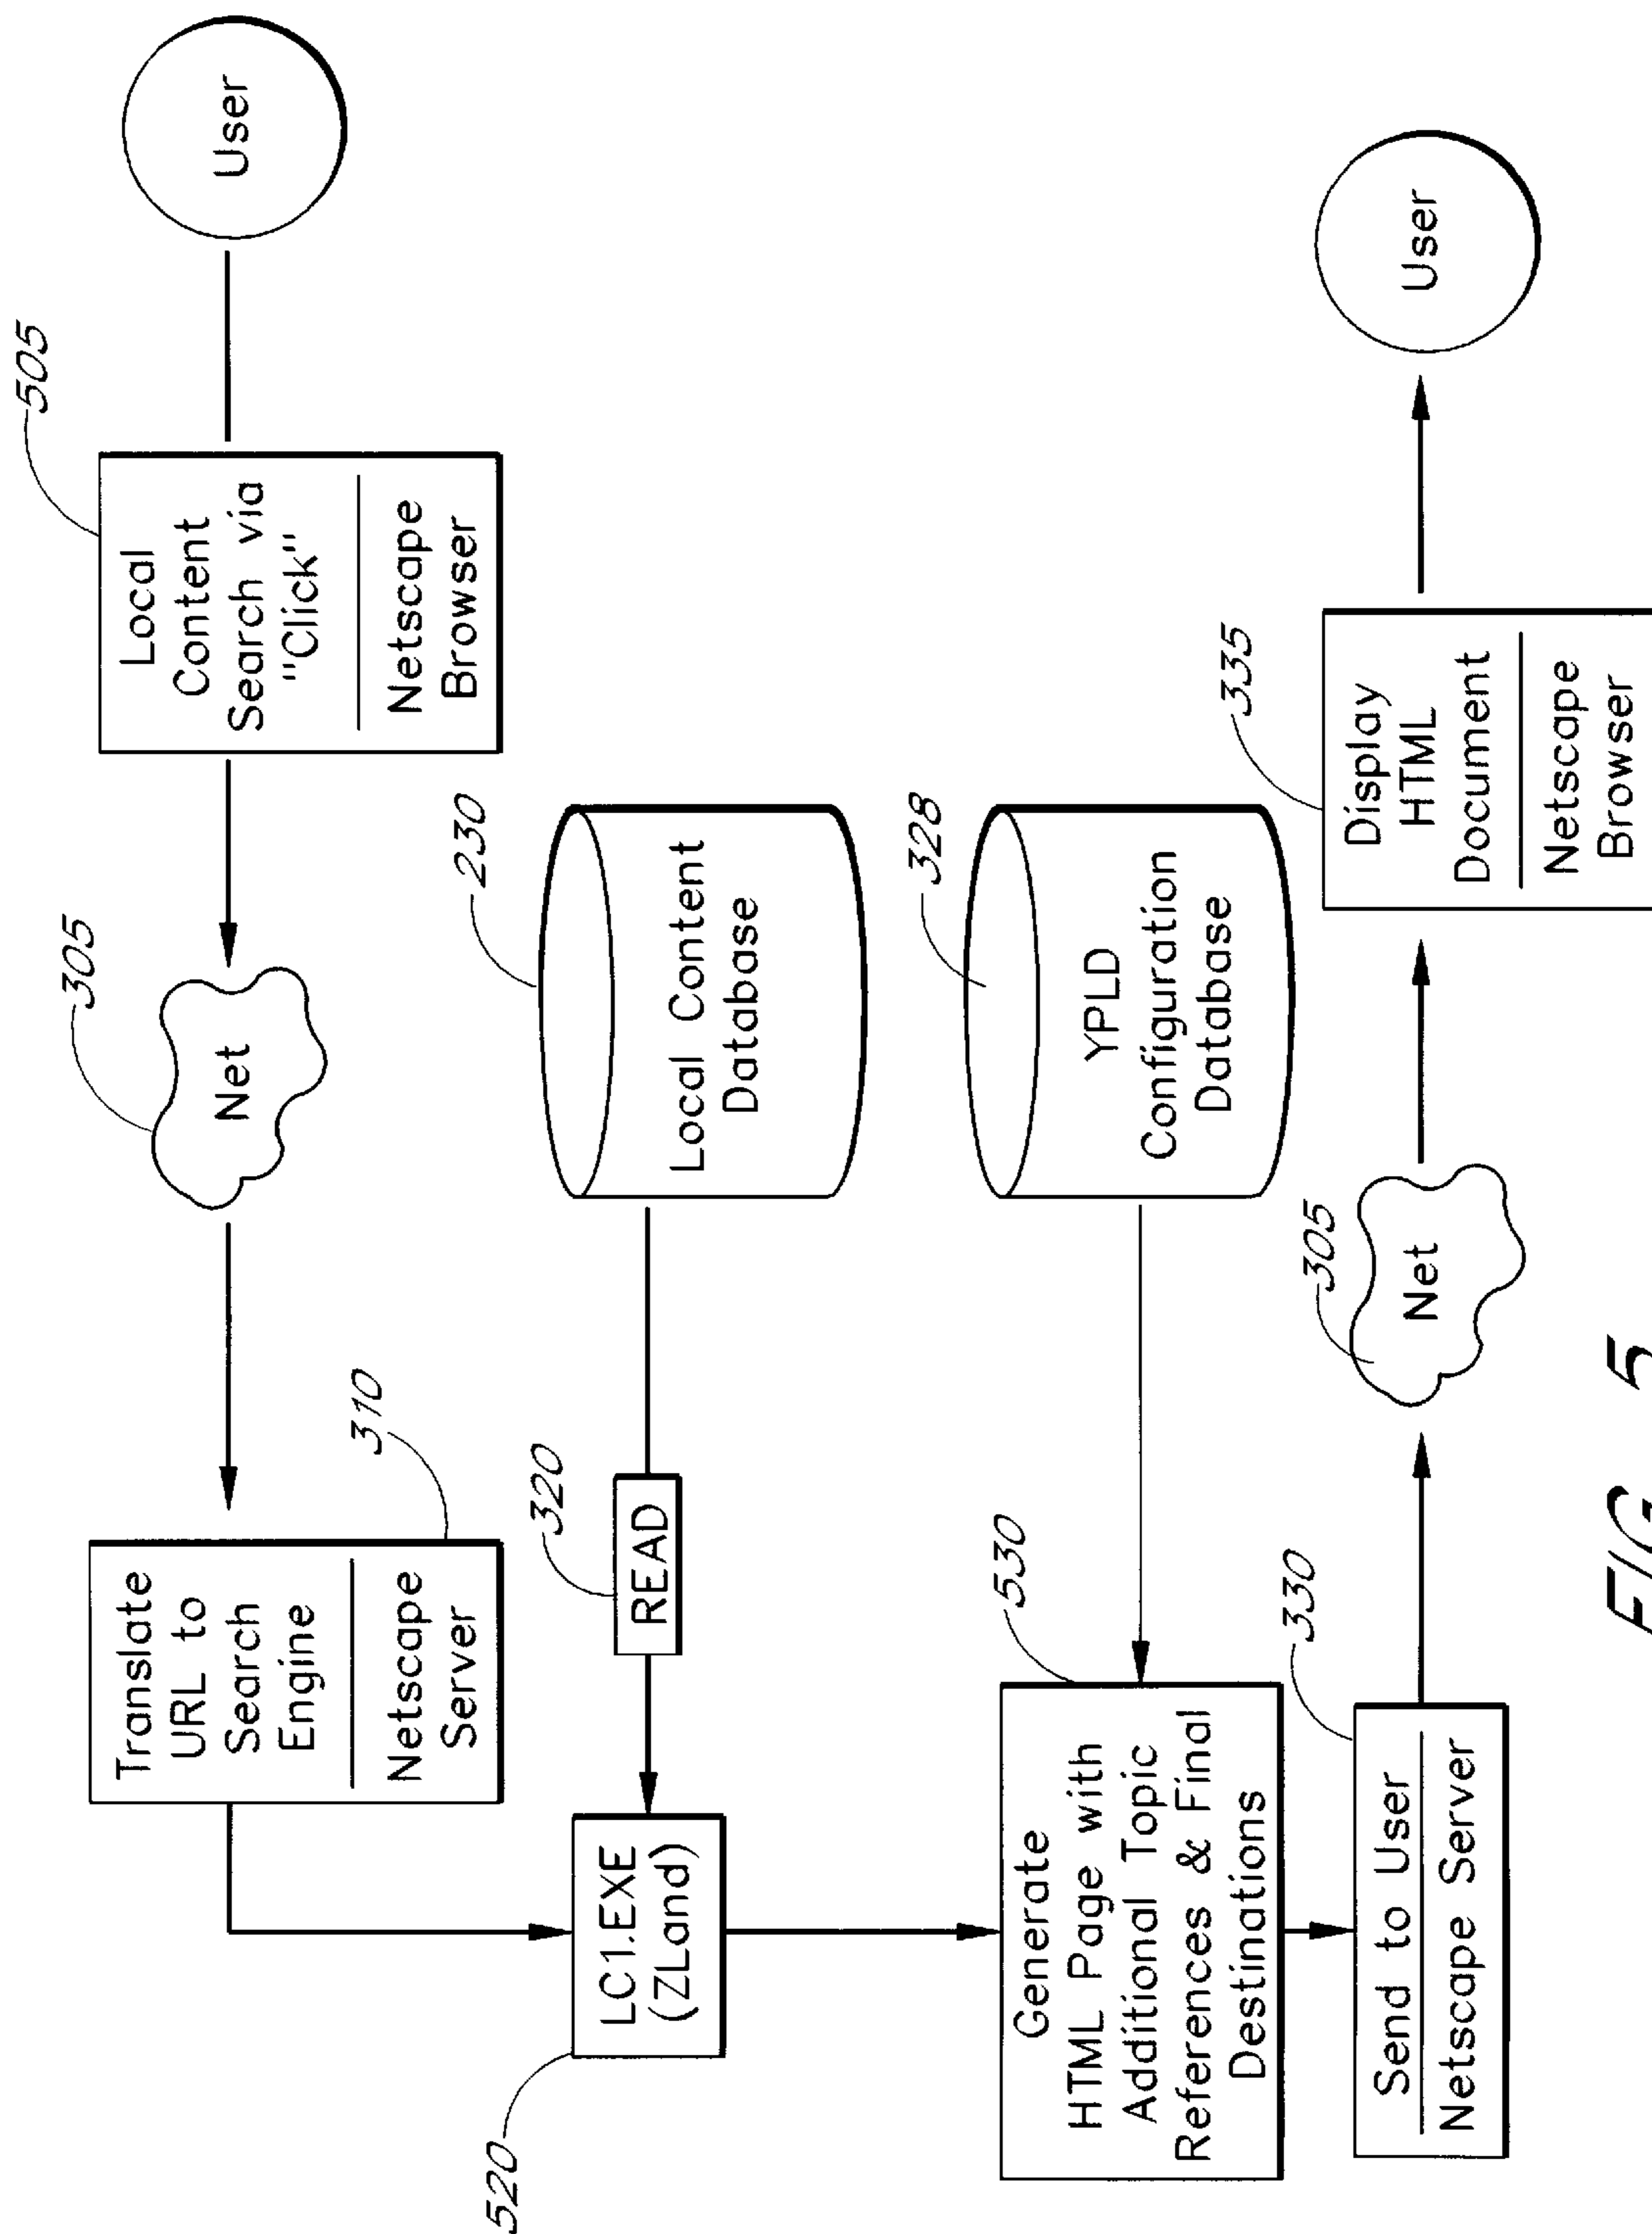 User
505
Local
Content
Search via
"Click"
Netscape
Browser
305
Net
310
Translate
URL to
Search
Engine
Netscape
Server
230
Local Content
Database
320
READ
520
LC1.EXE
(ZLand)
328
YPLD
Configuration
Database
530
Generate
HTML Page with
Additional Topic
References & Final
Destinations
330
Send to User
Netscape Server
305
Net
335
Display
HTML
Document
Netscape
Browser
User
FIG. 5